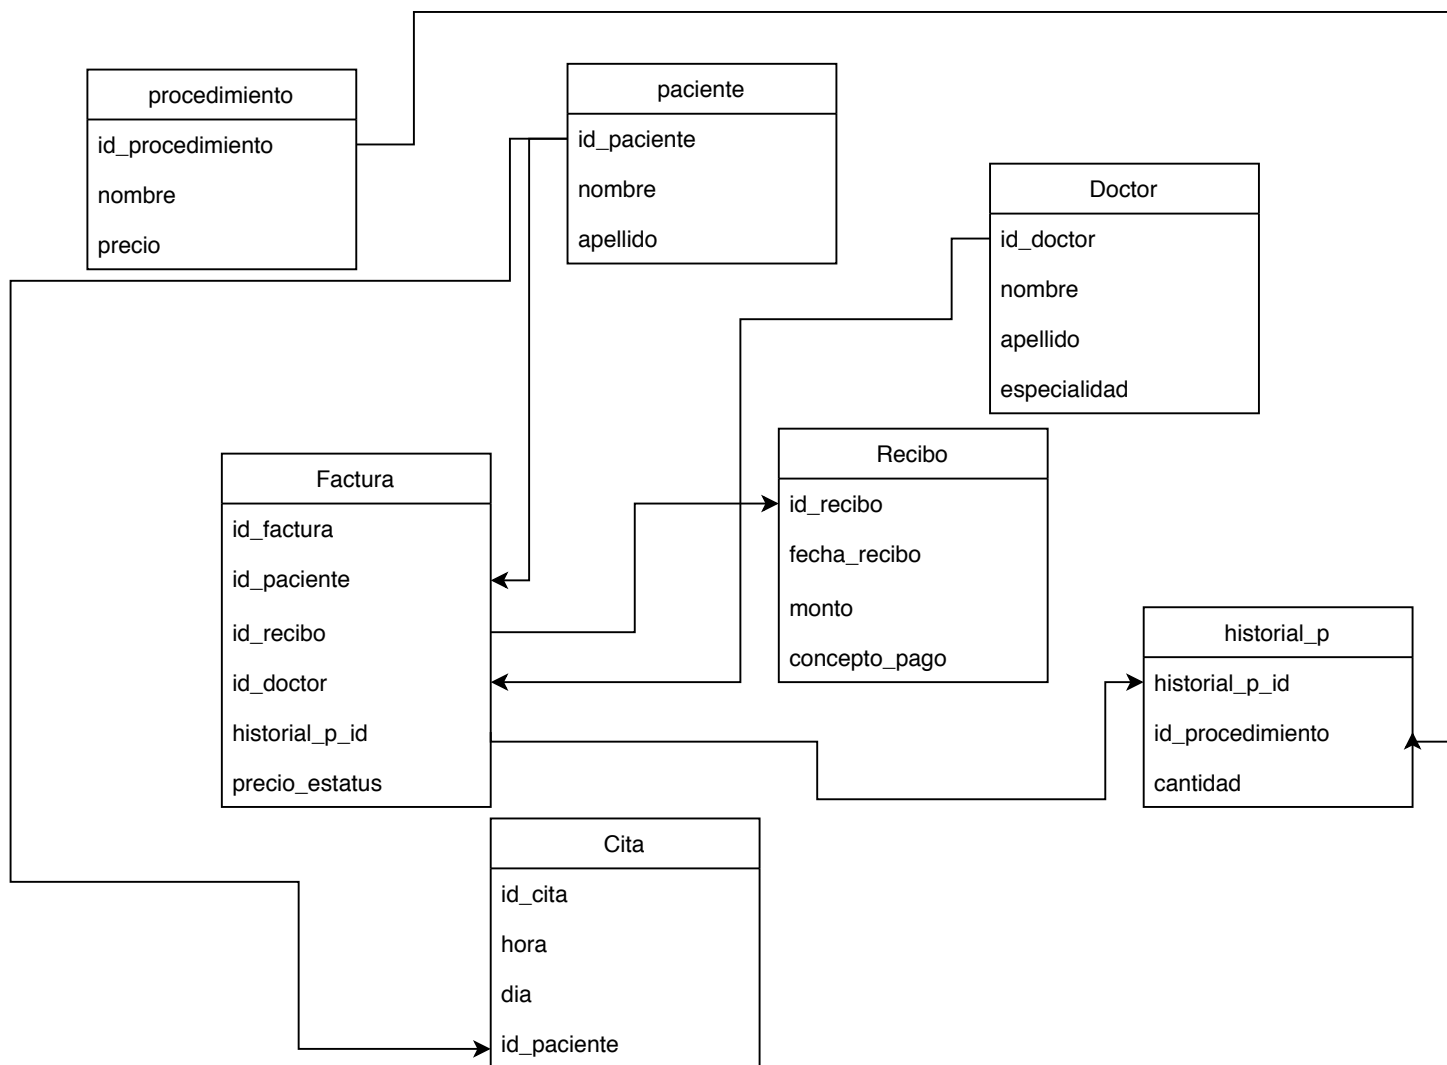 procedimiento
id_procedimiento
nombre
precio
paciente
id_paciente
nombre
apellido
Doctor
id_doctor
nombre
apellido
especialidad
Factura
id_factura
id_paciente
id_recibo
id_doctor
historial_p_id
precio_estatus
Recibo
id_recibo
fecha_recibo
monto
concepto_pago
historial_p
historial_p_id
id_procedimiento
cantidad
Cita
id_cita
hora
dia
id_paciente